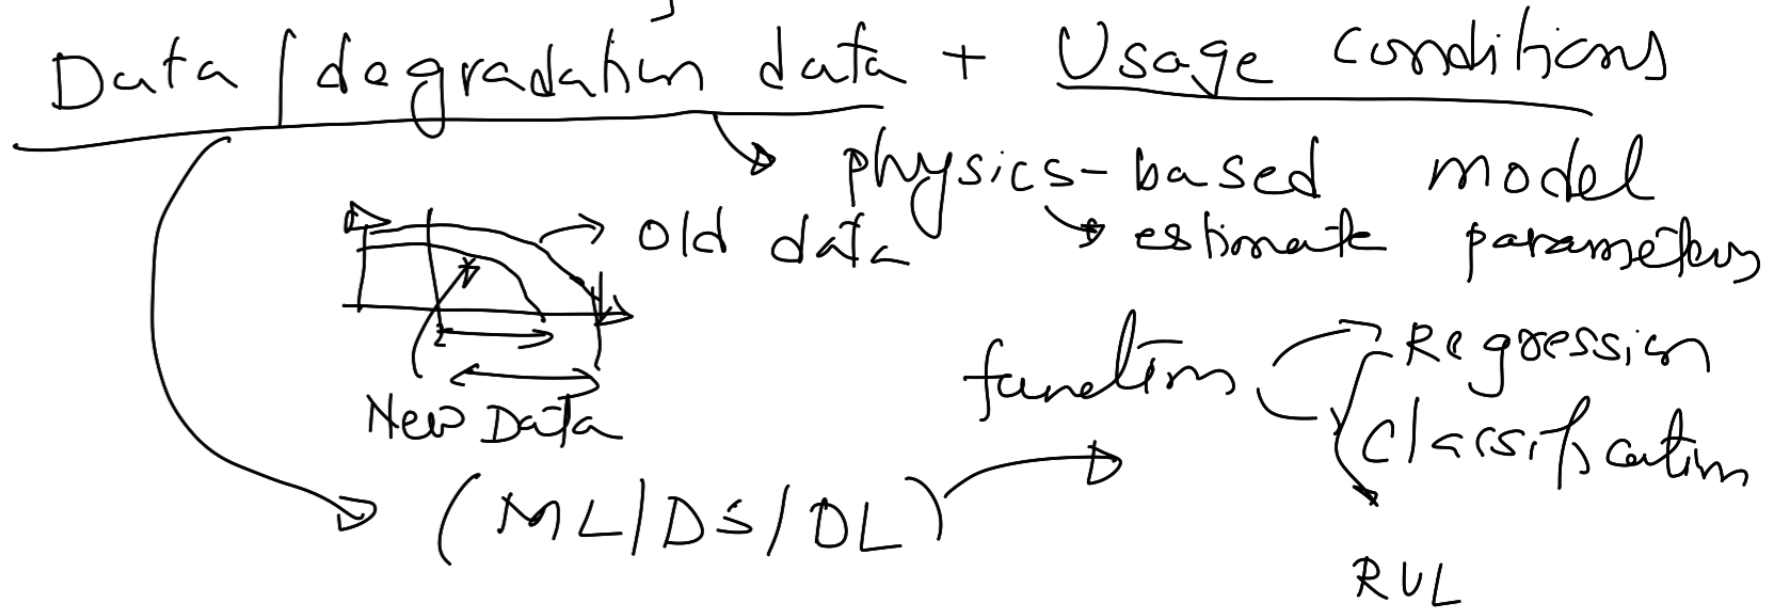 Data / degradation data + Usage conditions
physics-based model
old data
estimate parameters
function
Regression
Classification
New Data
(ML/DS/DL)
RUL